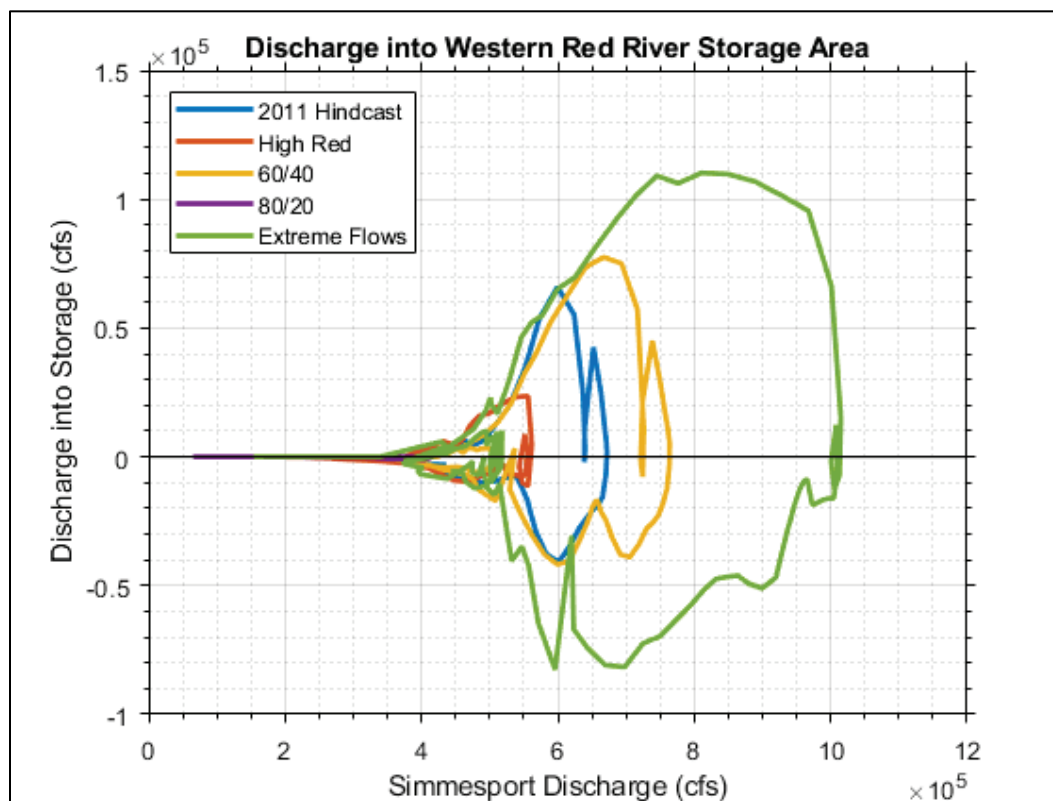 × 10^5
Discharge into Western Red River Storage Area
1.5
1
0.5
0
-0.5
-1
Discharge into Storage (cfs)
2011 Hindcast
High Red
60/40
80/20
Extreme Flows
0 2 4 6 8 10 12
Simmesport Discharge (cfs)
× 10^5